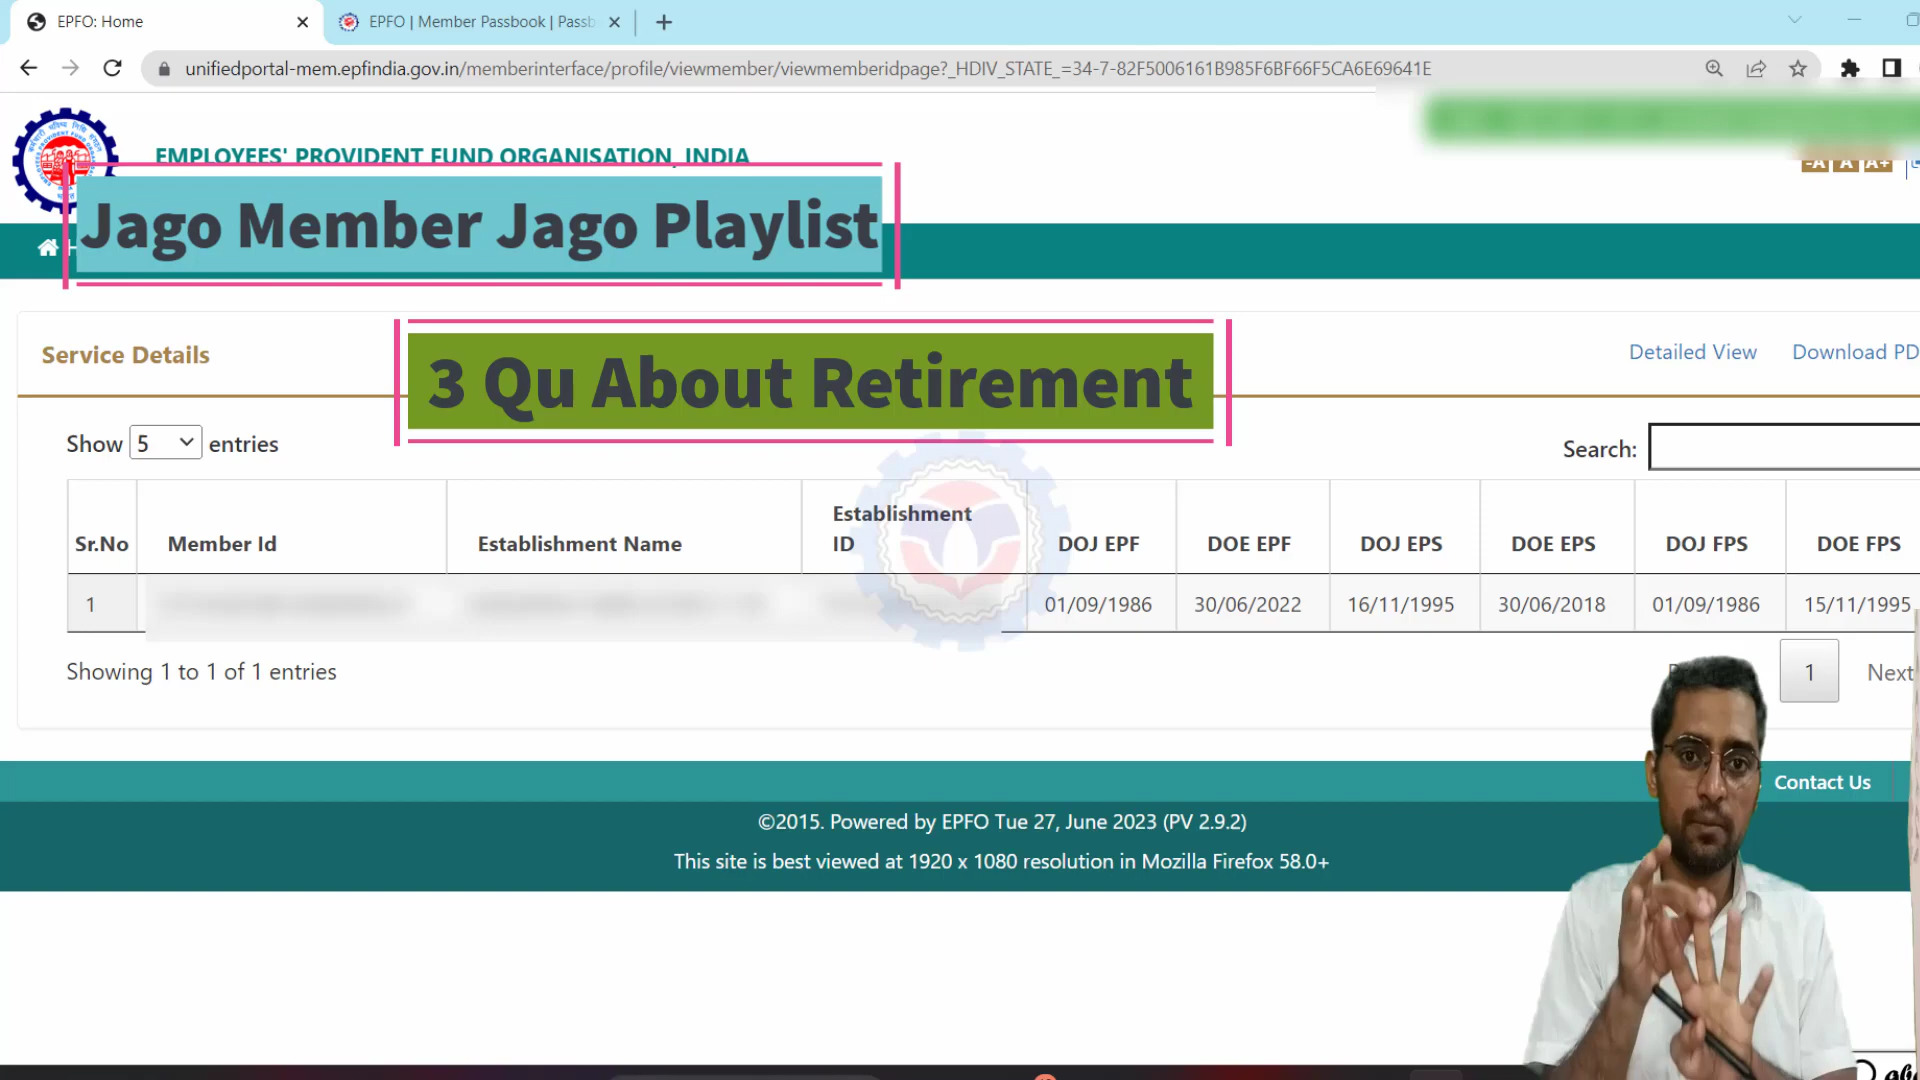 EPFO: Home
EPFO | Member Passbook | Passb
unifiedportal-mem.epfindia.gov.in/memberinterface/profile/viewmember/viewmemberidpage?_HDIV_STATE_=34-7-82F5006161B985F6BF66F5CA6E69641E
EMPLOYEES' PROVIDENT FUND ORGANISATION, INDIA
-A A A+
Jago Member Jago Playlist
3 Qu About Retirement
Service Details
Detailed View Download PD
Show 5 entries
Search:
Sr.No Member Id Establishment Name Establishment ID DOJ EPF DOE EPF DOJ EPS DOE EPS DOJ FPS DOE FPS
1 01/09/1986 30/06/2022 16/11/1995 30/06/2018 01/09/1986 15/11/1995
Showing 1 to 1 of 1 entries
1 Next
Contact Us
©2015. Powered by EPFO Tue 27, June 2023 (PV 2.9.2)
This site is best viewed at 1920 x 1080 resolution in Mozilla Firefox 58.0+